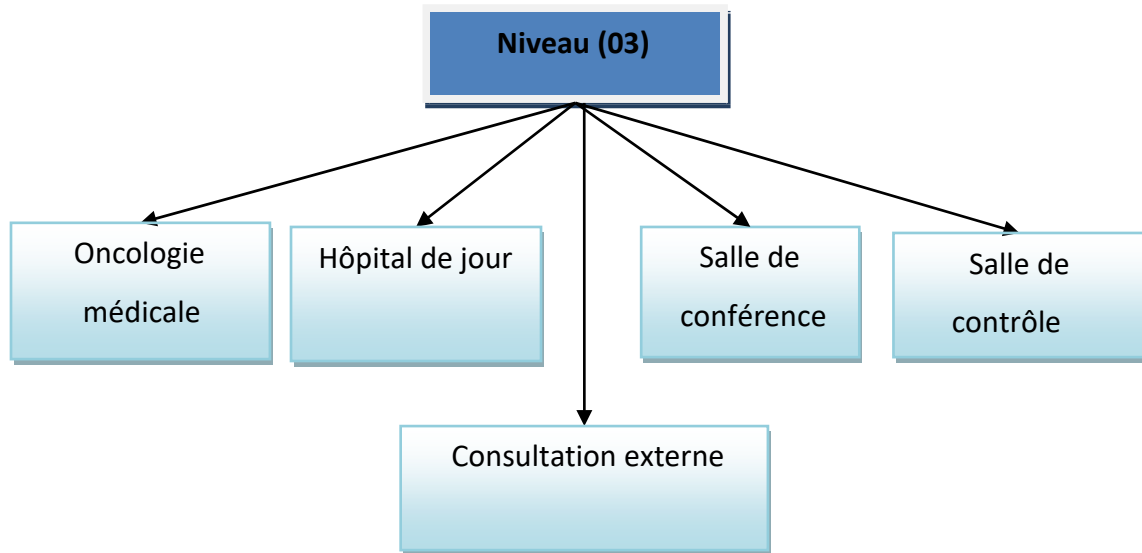 Niveau (03)
Oncologie
médicale
Hôpital de jour
Salle de
conférence
Salle de
contrôle
Consultation externe